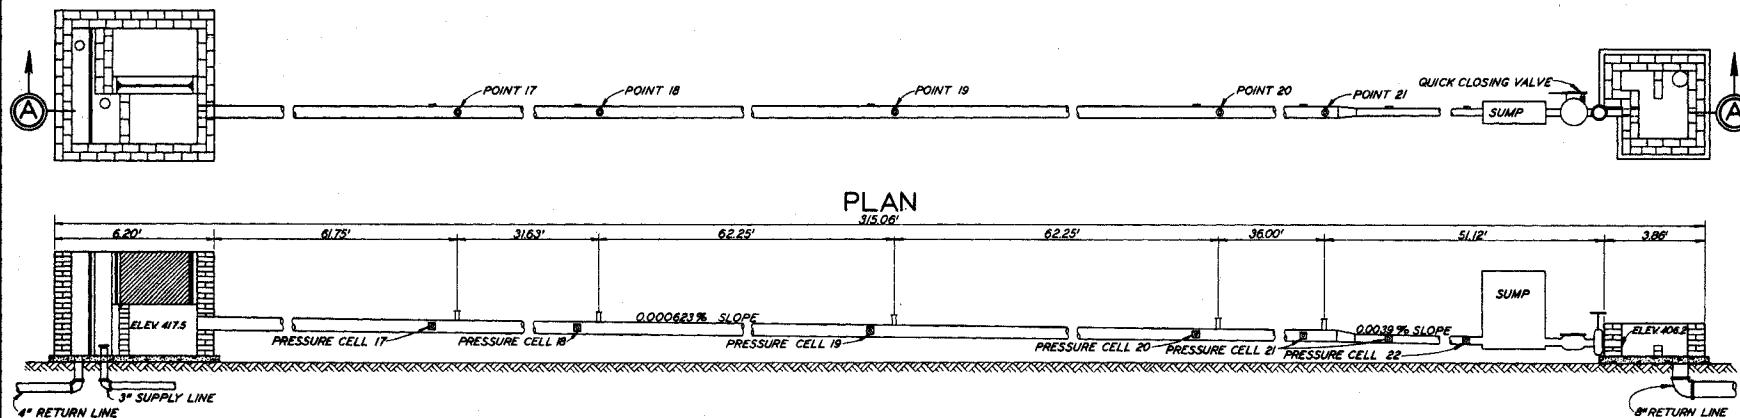 A
POINT 17
POINT 18
POINT 19
POINT 20
POINT 21
QUICK CLOSING VALVE
SUMP
A
PLAN
315.06'
6.20'
61.75'
31.63'
62.25'
62.25'
36.00'
51.12'
3.86'
SUMP
ELEV. 417.5
0.000623% SLOPE
0.0039% SLOPE
ELEV. 406.2
PRESSURE CELL 17
PRESSURE CELL 18
PRESSURE CELL 19
PRESSURE CELL 20
PRESSURE CELL 21
PRESSURE CELL 22
3" SUPPLY LINE
4" RETURN LINE
8" RETURN LINE